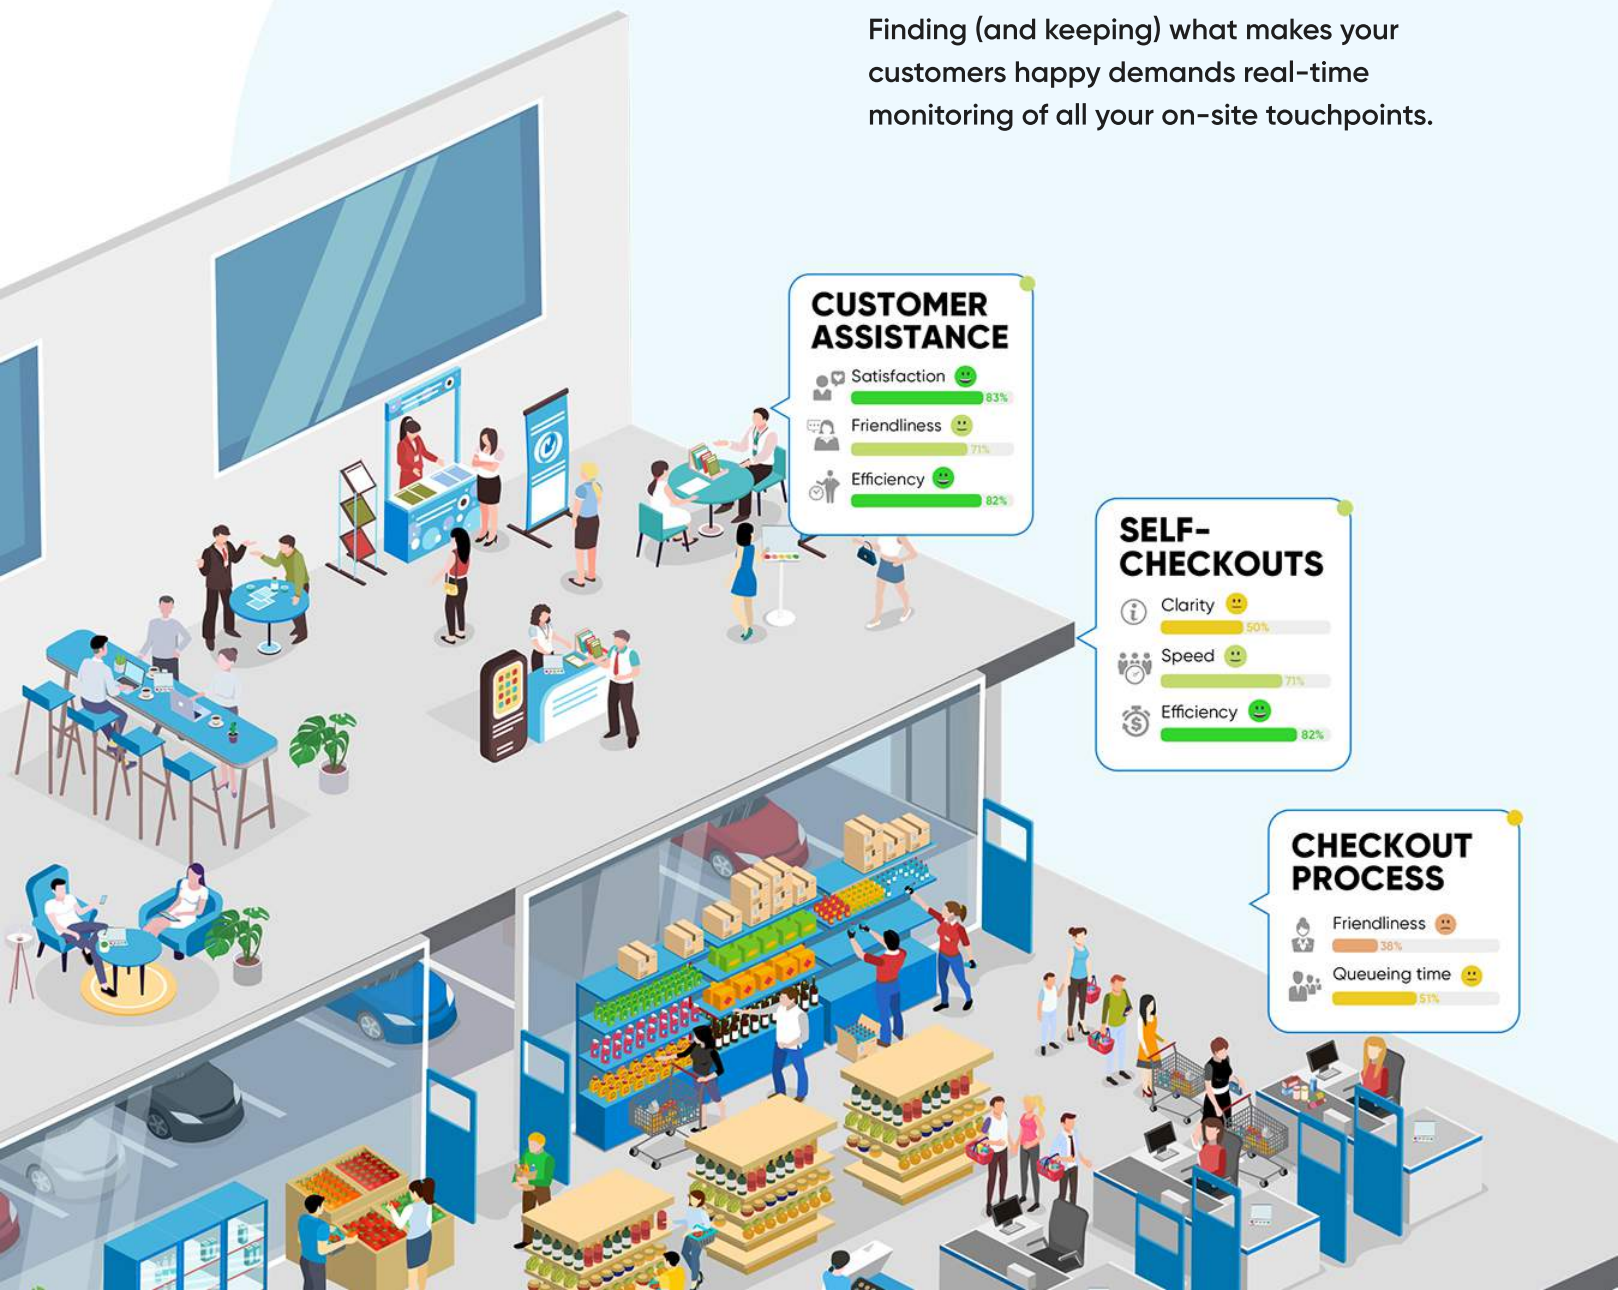 Finding (and keeping) what makes your
customers happy demands real-time
monitoring of all your on-site touchpoints.
CUSTOMER
ASSISTANCE
Satisfaction
83%
Friendliness
71%
Efficiency
82%
SELF-
CHECKOUTS
Clarity
50%
Speed
71%
Efficiency
82%
CHECKOUT
PROCESS
Friendliness
38%
Queueing time
51%